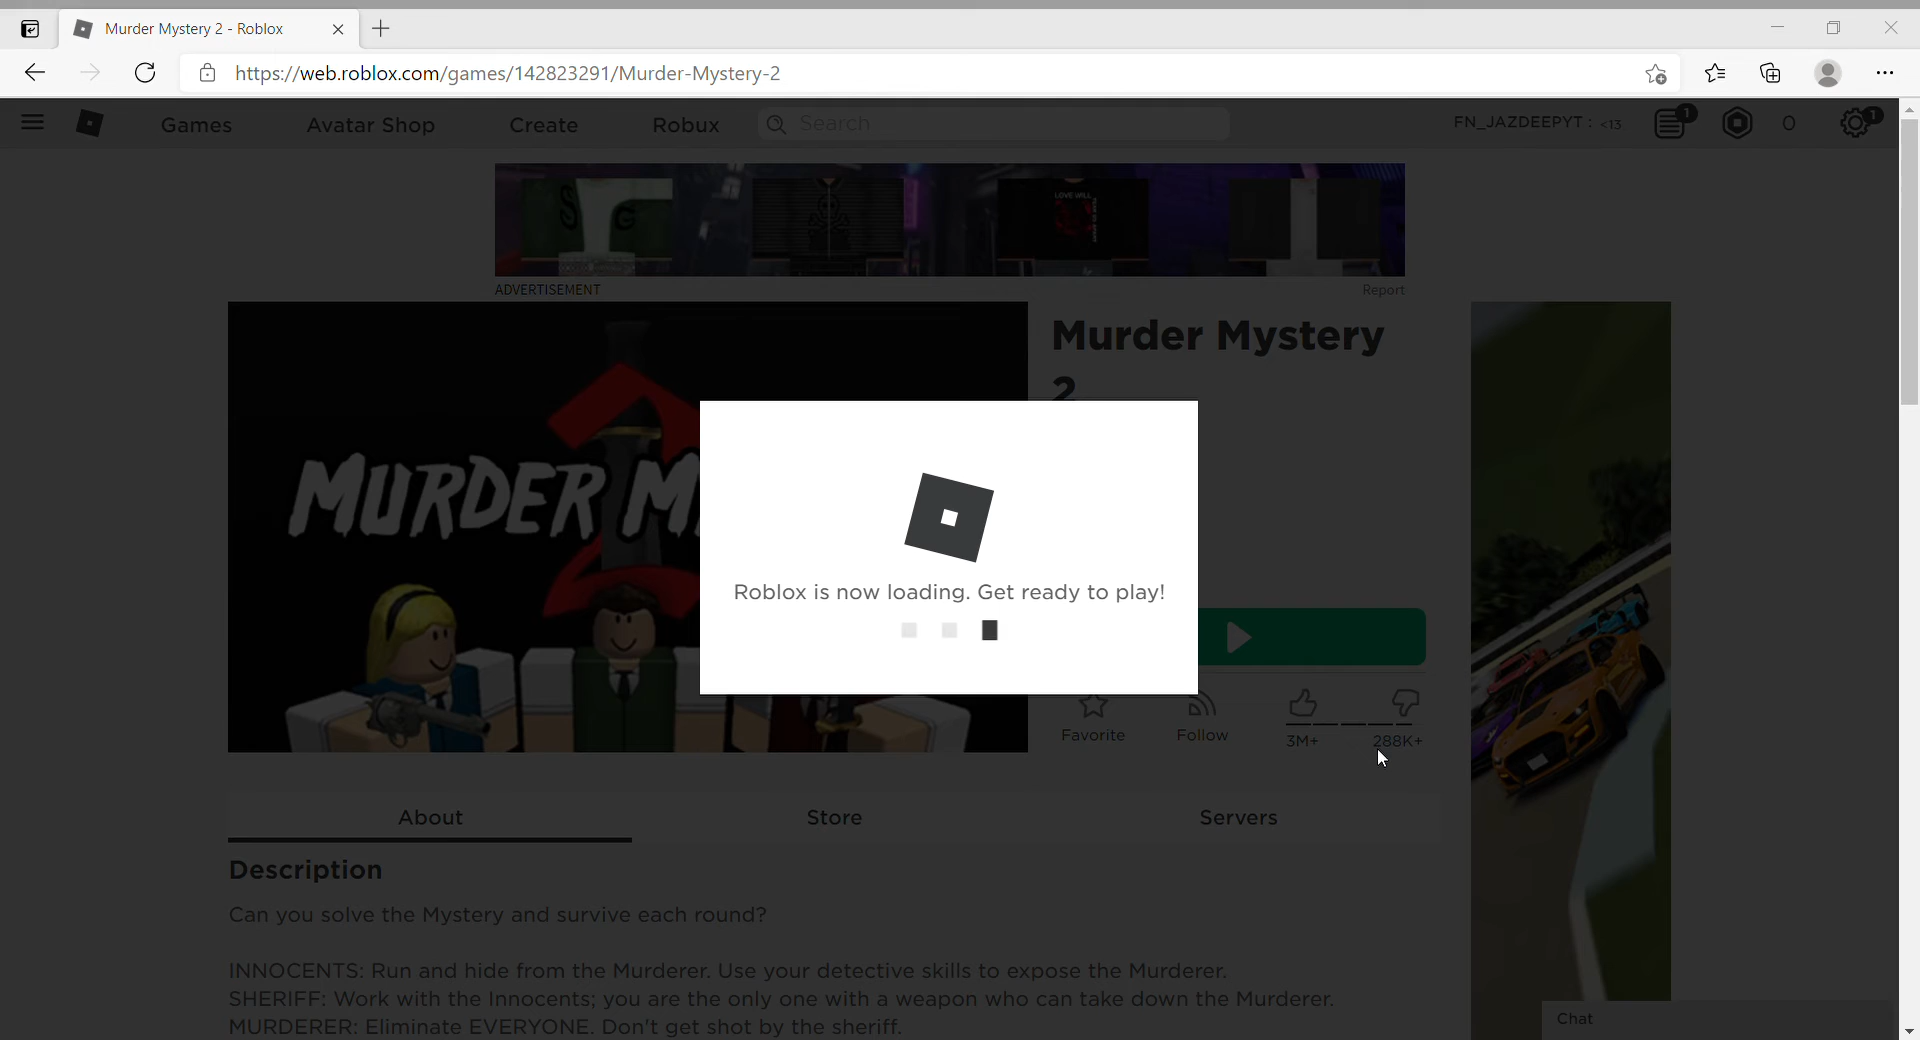 Murder Mystery 2 - Roblox
https://web.roblox.com/games/142823291/Murder-Mystery-2
Games
Avatar Shop
Create
Robux
Search
FN_JAZDEEPYT : <13
1
0
1
S G
LOVE WILL
ADVERTISEMENT
Report
MURDER M
2
Murder Mystery
2
Roblox is now loading. Get ready to play!
Favorite
Follow
3M+
288K+
About
Store
Servers
Description
Can you solve the Mystery and survive each round?
INNOCENTS: Run and hide from the Murderer. Use your detective skills to expose the Murderer.
SHERIFF: Work with the Innocents; you are the only one with a weapon who can take down the Murderer.
MURDERER: Eliminate EVERYONE. Don't get shot by the sheriff.
Chat